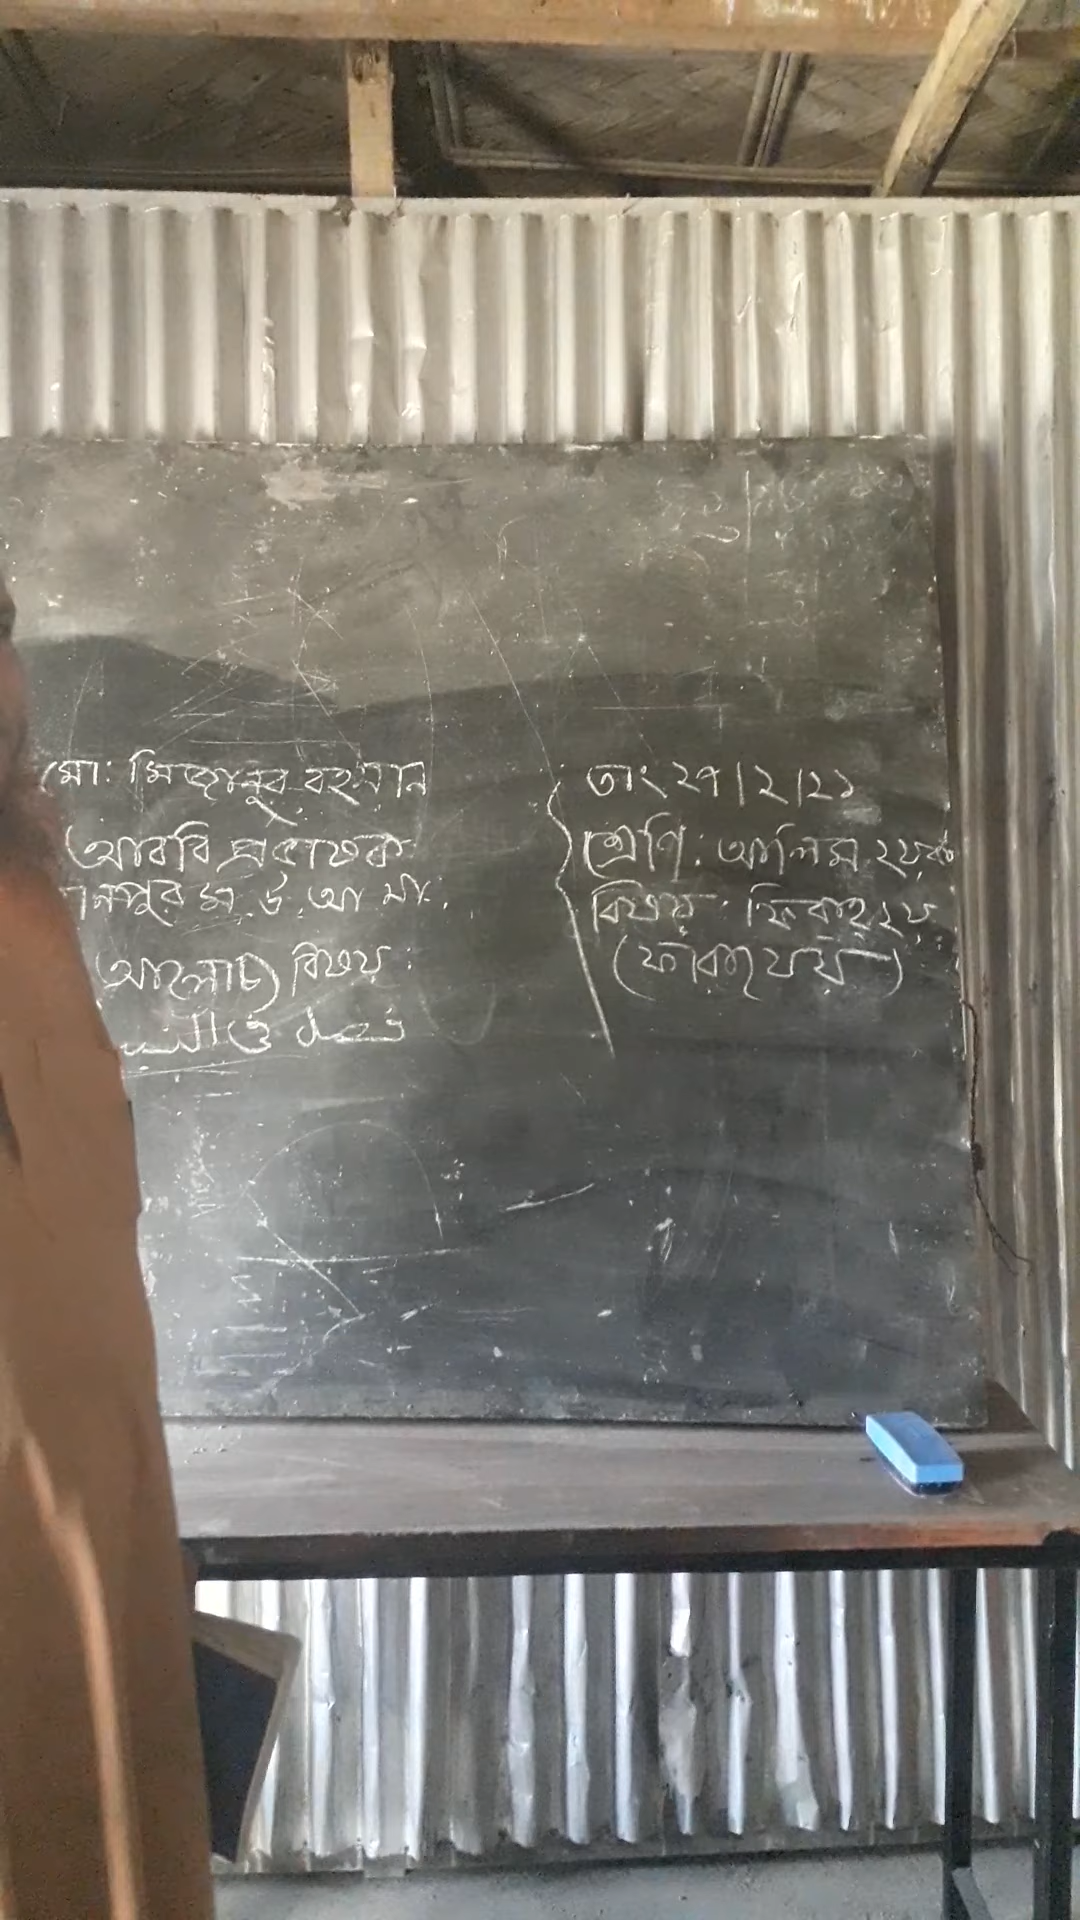 মো: মিজানুর রহমান
আরবি প্রভাষক
নপুর ম. উ. আ. মা.
আলোচ্য বিষয়:
তাং ২৭/২/২১
শ্রেণি: আলিম ২য় বর্ষ
বিষয়: ফিকাহ ২য়
(ফারায়েয)